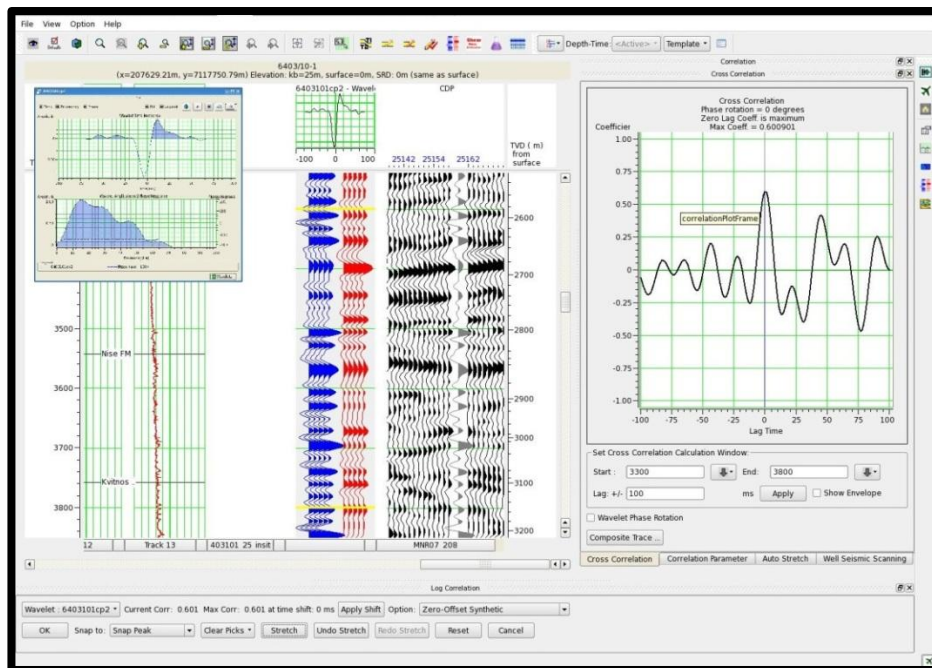 File View Option Help
Depth-Time: <Active> Template
6403/10-1
(x=207629.21m, y=7117750.79m) Elevation: kb=25m, surface=0m, SRD: 0m (same as surface)
6403101cp2 - Wavel
CDP
-100 0 100
25142 25154 25162
TVD ( m)
from
surface
2600
2700
2800
2900
3000
3100
3200
3500
Nise FM
3600
3700
Kvitnos
3800
12 Track 13 403101 25 insit MNR07 208
Correlation
Cross Correlation
Cross Correlation
Phase rotation = 0 degrees
Zero Lag Coeff. is maximum
Max Coeff. = 0.600901
Coefficier
1.00
0.75
0.50
correlationPlotFrame
0.25
0
-0.25
-0.50
-0.75
-1.00
-100 -75 -50 -25 0 25 50 75 100
Lag Time
Set Cross Correlation Calculation Window:
Start : 3300 End: 3800
Lag: +/- 100 ms Apply Show Envelope
Wavelet Phase Rotation
Composite Trace ..
Cross Correlation Correlation Parameter Auto Stretch Well Seismic Scanning
Log Correlation
Wavelet : 6403101cp2 Current Corr: 0.601 Max Corr: 0.601 at time shift: 0 ms Apply Shift Option: Zero-Offset Synthetic
OK Snap to: Snap Peak Clear Picks Stretch Undo Stretch Redo Stretch Reset Cancel